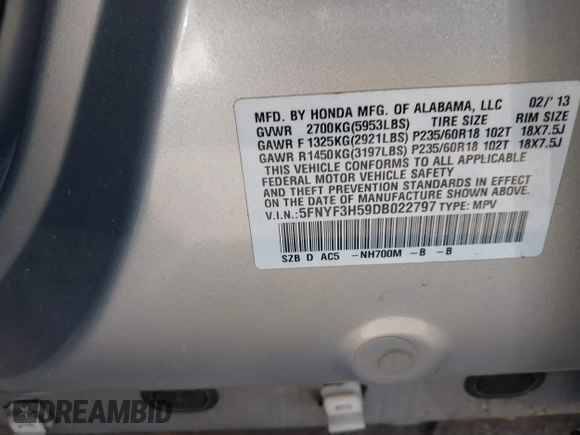 MFD. BY HONDA MFG. OF ALABAMA, LLC 02/'13
GVWR 2700KG(5953LBS) TIRE SIZE RIM SIZE
GAWR F 1325KG(2921LBS) P235/60R18 102T 18X7.5J
GAWR R1450KG(3197LBS) P235/60R18 102T 18X7.5J
THIS VEHICLE CONFORMS TO ALL APPLICABLE
FEDERAL MOTOR VEHICLE SAFETY
AND THEFT PREVENTION STANDARDS IN EFFECT
ON THE DATE OF MANUFACTURE SHOWN ABOVE.
V.I.N.:5FNYF3H59DB022797 TYPE: MPV
SZB D AC5 -NH700M -B -B
DREAMBID